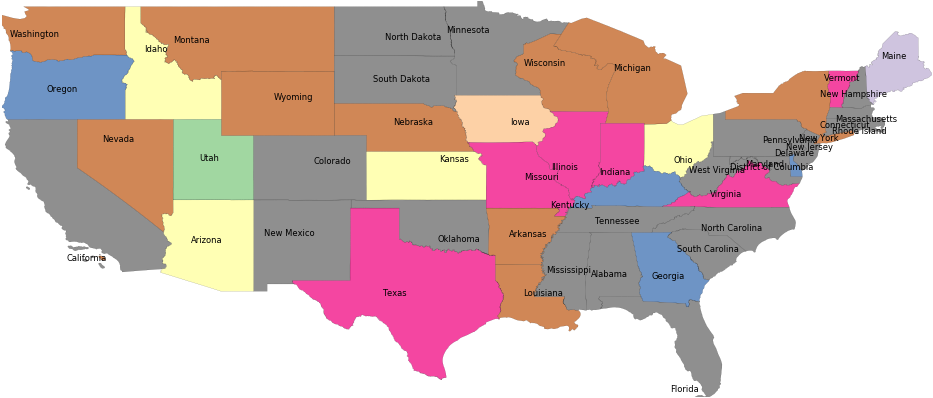 Washington
Idaho
Montana
North Dakota
Minnesota
Oregon
Wyoming
South Dakota
Wisconsin
Michigan
Vermont
Maine
New Hampshire
Nevada
Nebraska
Iowa
Massachusetts
Connecticut
Rhode Island
New York
Pennsylvania
New Jersey
Utah
Colorado
Kansas
Illinois
Indiana
Ohio
Delaware
Maryland
District of Columbia
West Virginia
Missouri
Virginia
Kentucky
California
Arizona
New Mexico
Oklahoma
Arkansas
Tennessee
North Carolina
South Carolina
Texas
Louisiana
Mississippi
Alabama
Georgia
Florida